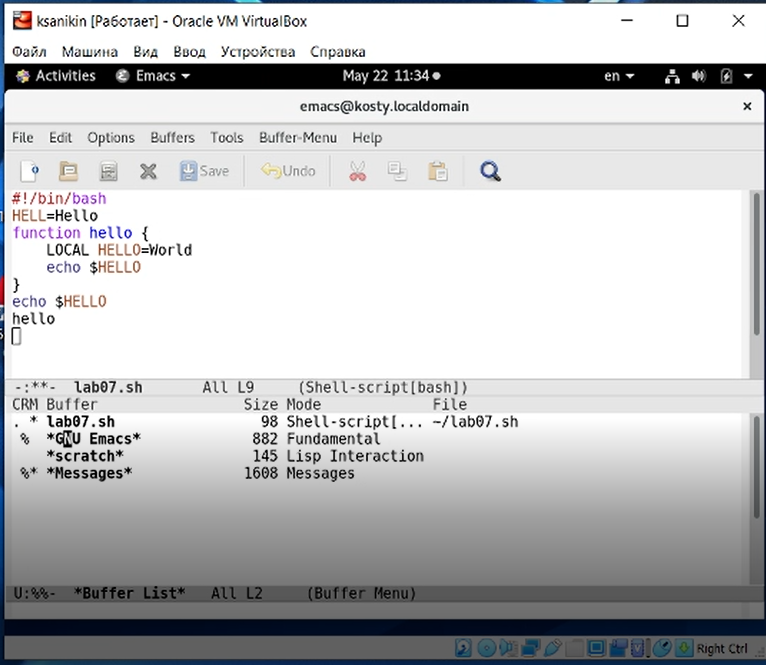 ksanikin [Работает] - Oracle VM VirtualBox
Файл Машина Вид Ввод Устройства Справка
Activities Emacs May 22 11:34 en
emacs@kosty.localdomain
File Edit Options Buffers Tools Buffer-Menu Help
Save Undo
#!/bin/bash
HELL=Hello
function hello {
    LOCAL HELLO=World
    echo $HELLO
}
echo $HELLO
hello
-:**-  lab07.sh       All L9     (Shell-script[bash])
CRM Buffer                 Size Mode             File
. * lab07.sh                 98 Shell-script[... ~/lab07.sh
 %  *GNU Emacs*             882 Fundamental
    *scratch*               145 Lisp Interaction
 %* *Messages*             1608 Messages
U:%%-  *Buffer List*   All L2     (Buffer Menu)
Right Ctrl